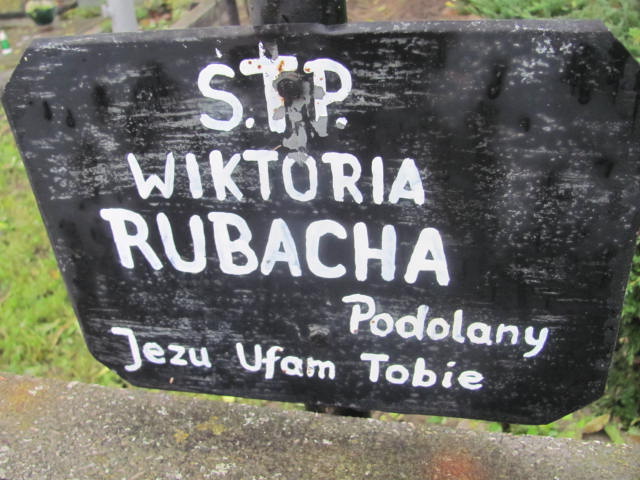 Ś.T.P.
WIKTORIA
RUBACHA
Podolany
Jezu Ufam Tobie